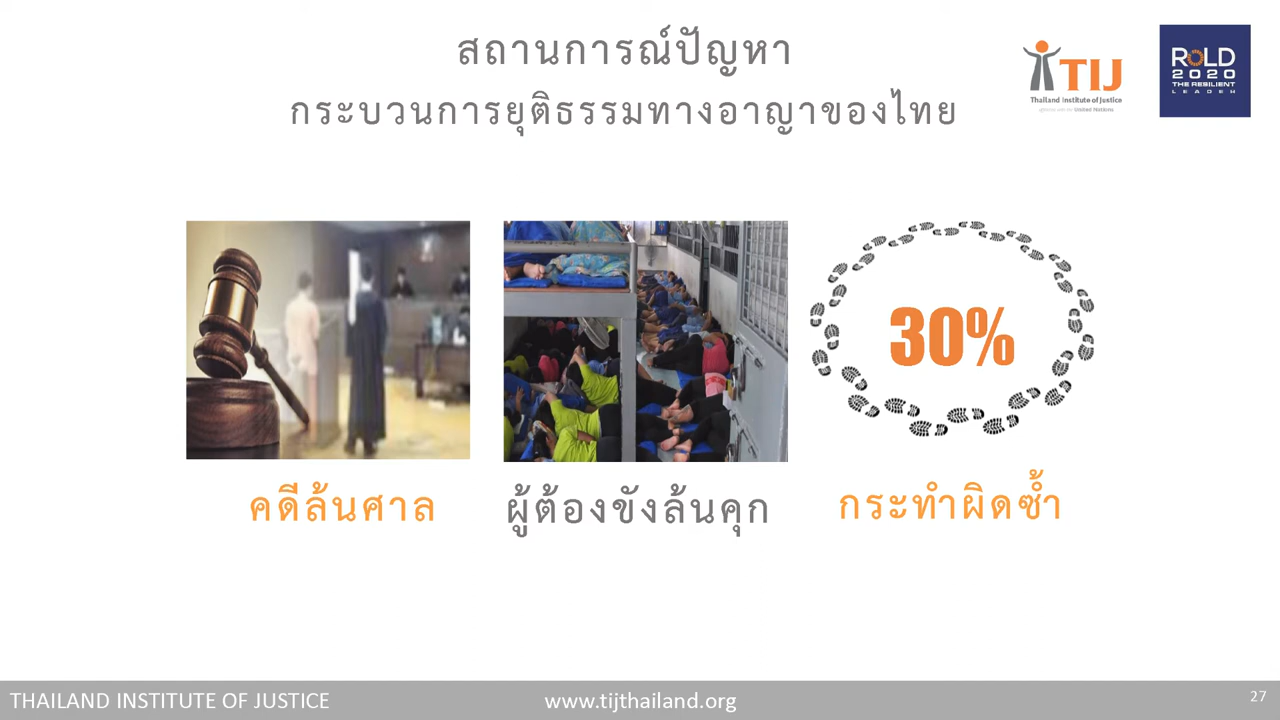 สถานการณ์ปัญหา
กระบวนการยุติธรรมทางอาญาของไทย
TIJ
Thailand Institute of Justice
RoLD
2020
THE RESILIENT
LEADER
30%
คดีล้นศาล
ผู้ต้องขังล้นคุก
กระทำผิดซ้ำ
THAILAND INSTITUTE OF JUSTICE
www.tijthailand.org
27